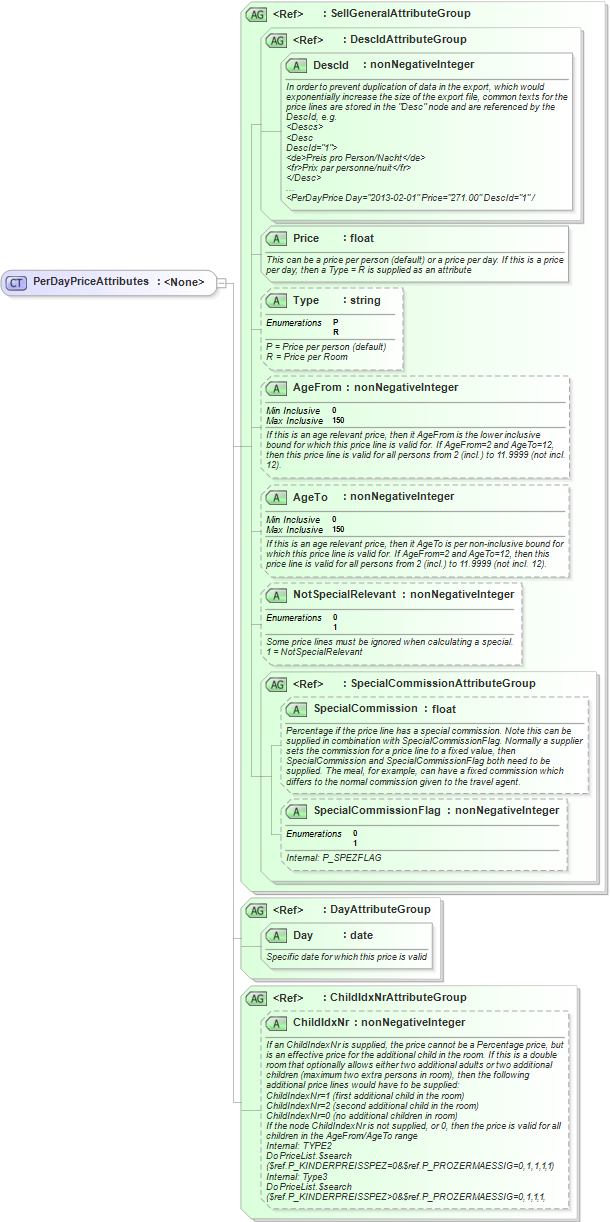 AG <Ref> : SellGeneralAttributeGroup
AG <Ref> : DescIdAttributeGroup
A DescId : nonNegativeInteger
In order to prevent duplication of data in the export, which would
exponentially increase the size of the export file, common texts for the
price lines are stored in the "Desc" node and are referenced by the
DescId, e.g.
<Descs>
<Desc
DescId="1">
<de>Preis pro Person/Nacht</de>
<fr>Prix par personne/nuit</fr>
</Desc>
....
<PerDayPrice Day="2013-02-01" Price="271.00" DescId="1" /
A Price : float
This can be a price per person (default) or a price per day. If this is a price
per day, then a Type = R is supplied as an attribute
CT PerDayPriceAttributes : <None>
A Type : string
Enumerations P
R
P = Price per person (default)
R = Price per Room
A AgeFrom : nonNegativeInteger
Min Inclusive 0
Max Inclusive 150
If this is an age relevant price, then it AgeFrom is the lower inclusive
bound for which this price line is valid for. If AgeFrom=2 and AgeTo=12,
then this price line is valid for all persons from 2 (incl.) to 11.9999 (not incl.
12).
A AgeTo : nonNegativeInteger
Min Inclusive 0
Max Inclusive 150
If this is an age relevant price, then it AgeTo is per non-inclusive bound for
which this price line is valid for. If AgeFrom=2 and AgeTo=12, then this
price line is valid for all persons from 2 (incl.) to 11.9999 (not incl. 12).
A NotSpecialRelevant : nonNegativeInteger
Enumerations 0
1
Some price lines must be ignored when calculating a special.
1 = NotSpecialRelevant
AG <Ref> : SpecialCommissionAttributeGroup
A SpecialCommission : float
Percentage if the price line has a special commission. Note this can be
supplied in combination with SpecialCommissionFlag. Normally a supplier
sets the commission for a price line to a fixed value, then
SpecialCommission and SpecialCommissionFlag both need to be
supplied. The meal, for example, can have a fixed commission which
differs to the normal commission given to the travel agent.
A SpecialCommissionFlag : nonNegativeInteger
Enumerations 0
1
Internal: P_SPEZFLAG
AG <Ref> : DayAttributeGroup
A Day : date
Specific date for which this price is valid
AG <Ref> : ChildIdxNrAttributeGroup
A ChildIdxNr : nonNegativeInteger
If an ChildIndexNr is supplied, the price cannot be a Percentage price, but
is an effective price for the additional child in the room. If this is a double
room that optionally allows either two additional adults or two additional
children (maximum two extra persons in room), then the following
additional price lines would have to be supplied:
ChildIndexNr=1 (first additional child in the room)
ChildIndexNr=2 (second additional child in the room)
ChildIndexNr=0 (no additional children in room)
If the node ChildIndexNr is not supplied, or 0, then the price is valid for all
children in the AgeFrom/AgeTo range
Internal: TYPE2
DoPriceList.$search
($ref.P_KINDERPREISSPEZ=0&$ref.P_PROZERMAESSIG=0,1,1,1,1)
Internal: Type3
DoPriceList.$search
($ref.P_KINDERPREISSPEZ>0&$ref.P_PROZERMAESSIG=0,1,1,1,